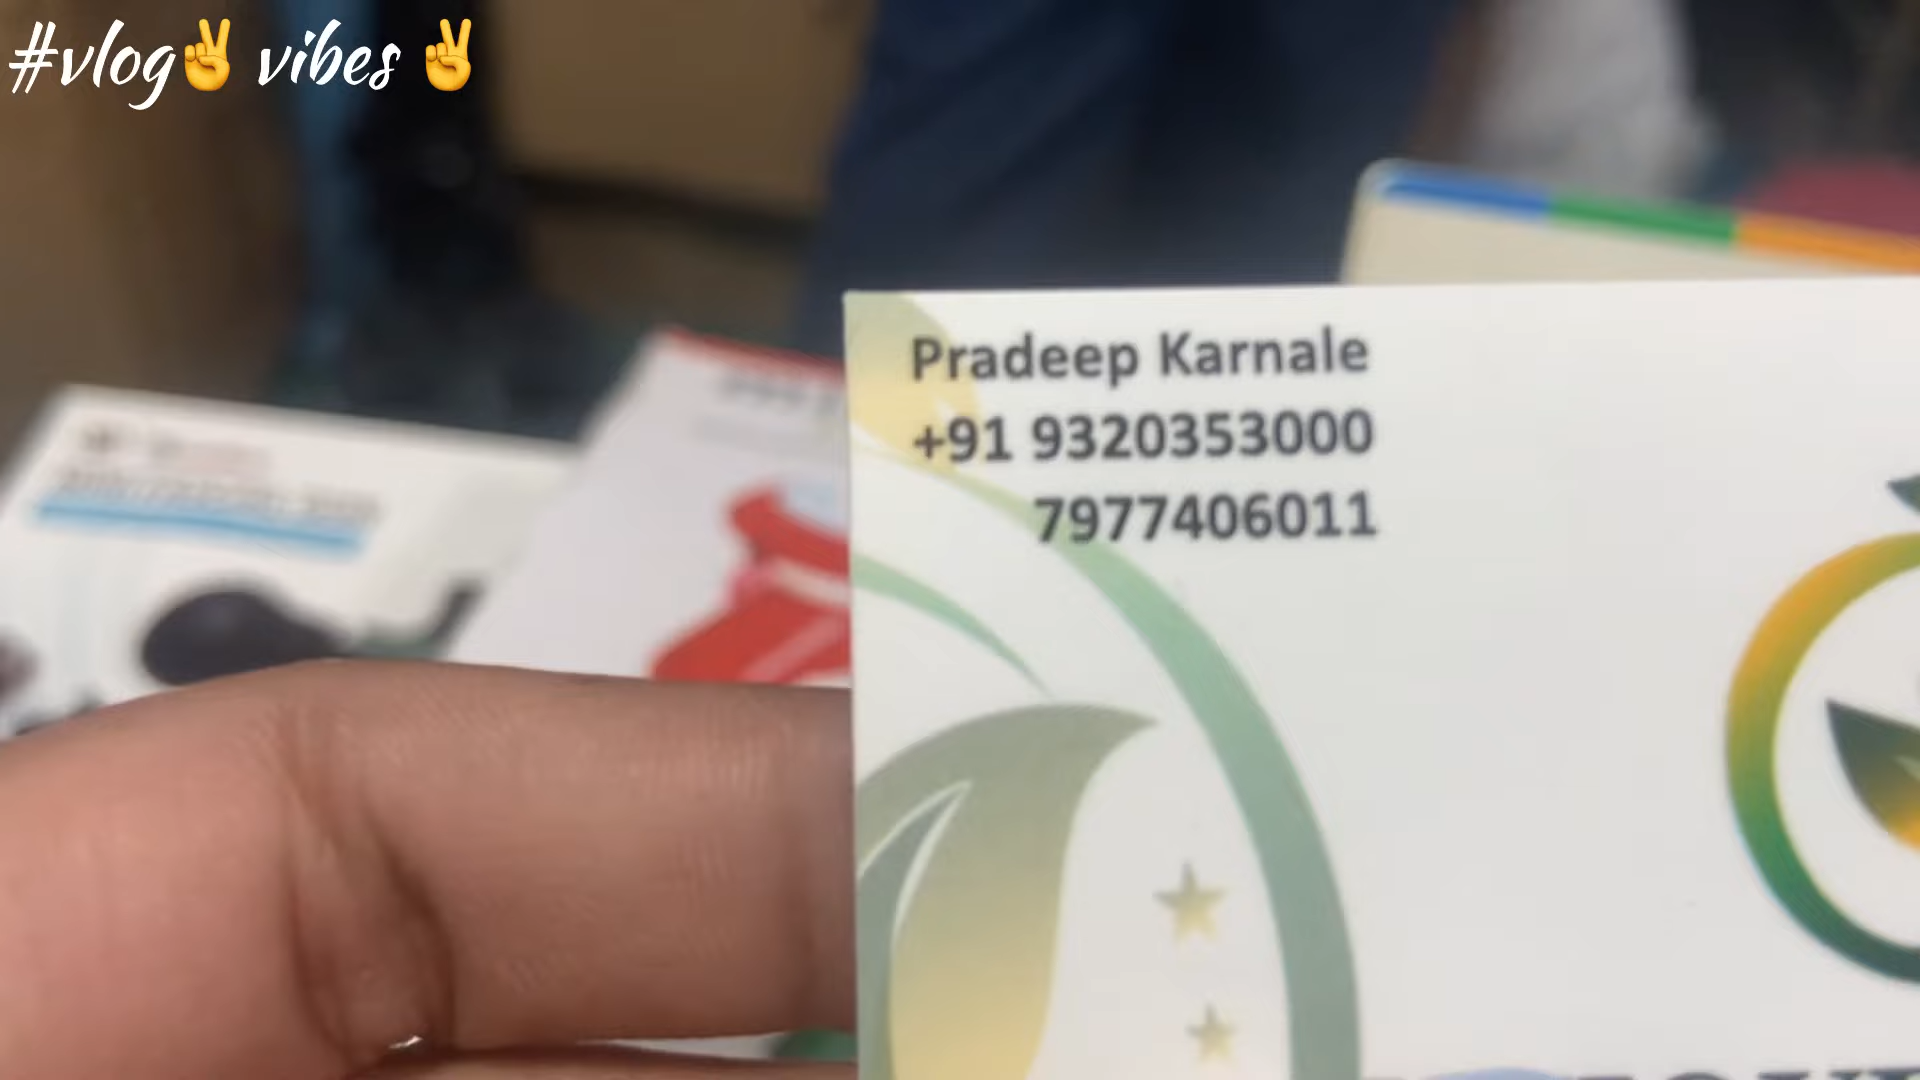 #vlog✌️ vibes ✌️
Pradeep Karnale
+91 9320353000
7977406011